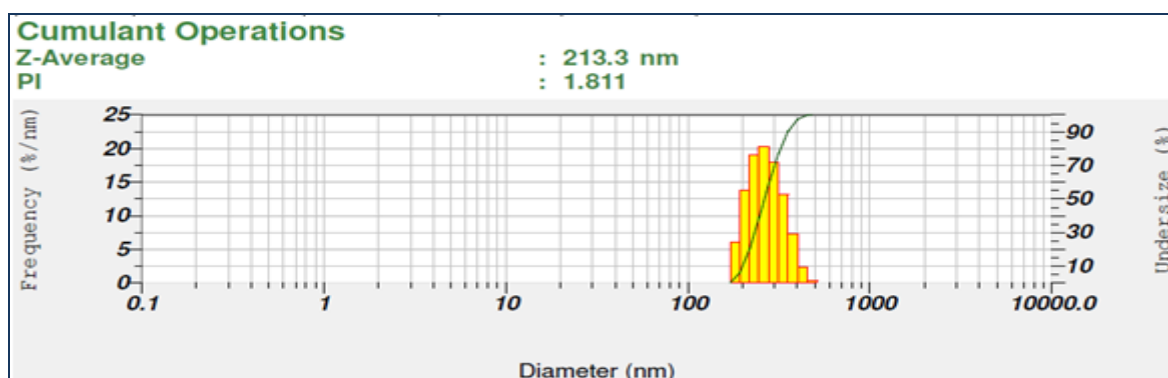 Cumulant Operations
Z-Average : 213.3 nm
PI : 1.811
Frequency (%/nm)
25
20
15
10
5
0
90
70
50
30
10
Undersize (%)
0.1 1 10 100 1000 10000.0
Diameter (nm)